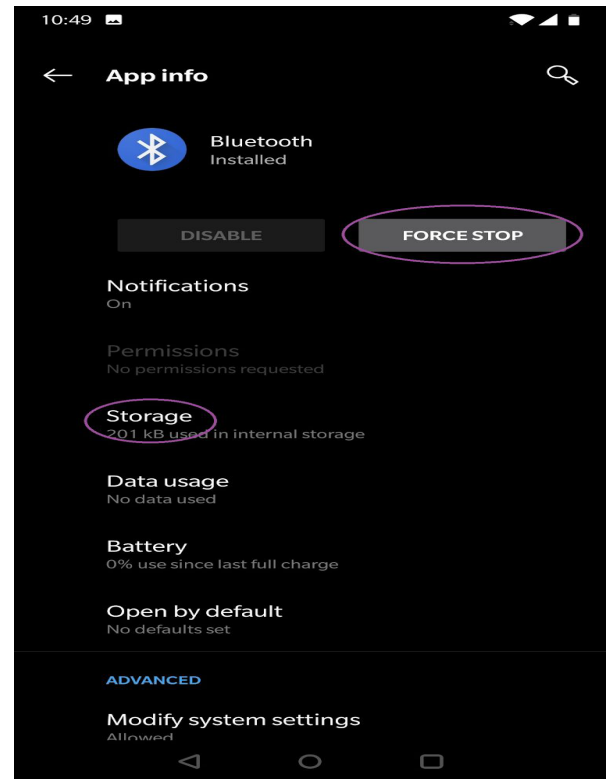 10:49
App info
Bluetooth
Installed
DISABLE
FORCE STOP
Notifications
On
Permissions
No permissions requested
Storage
201 kB used in internal storage
Data usage
No data used
Battery
0% use since last full charge
Open by default
No defaults set
ADVANCED
Modify system settings
Allowed